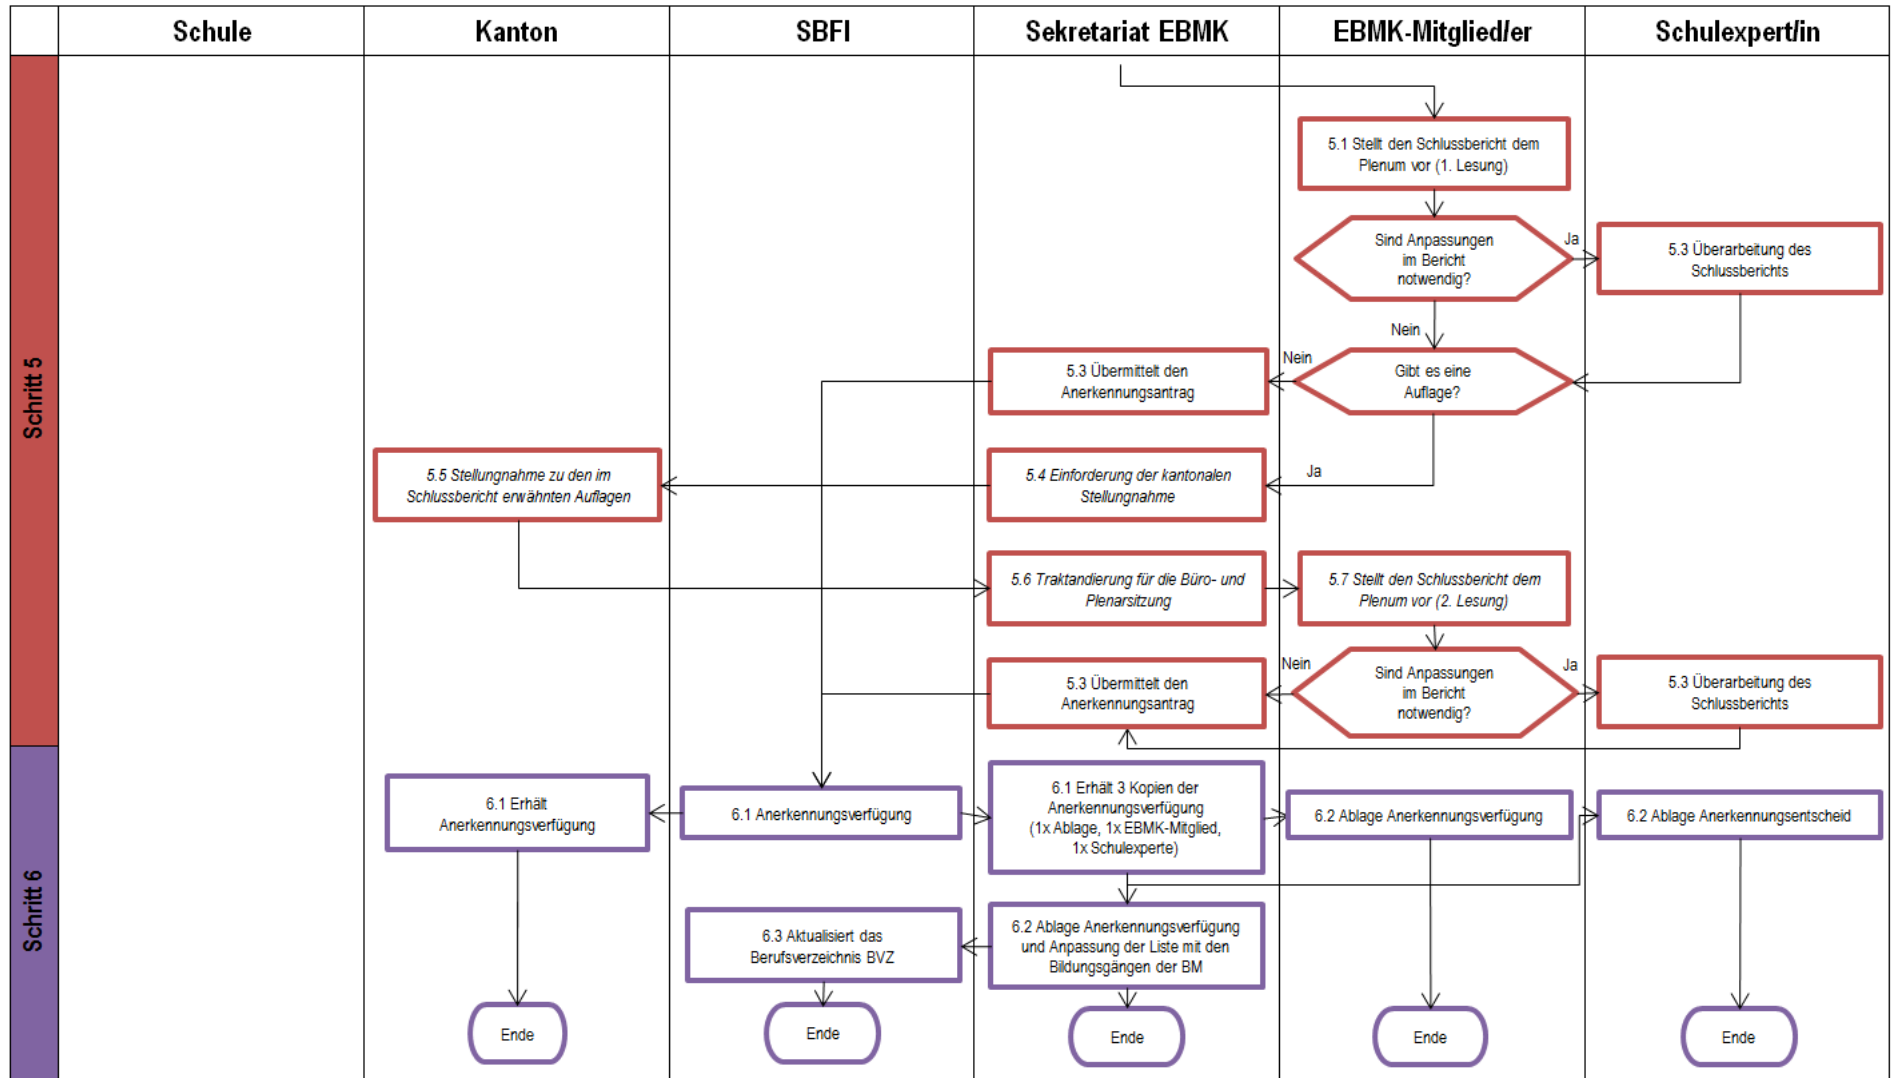 Schule
Kanton
SBFI
Sekretariat EBMK
EBMK-Mitglied/er
Schulexpert/in
Schritt 5
5.1 Stellt den Schlussbericht dem
Plenum vor (1. Lesung)
Sind Anpassungen
im Bericht
notwendig?
Ja
5.3 Überarbeitung des
Schlussberichts
Nein
5.3 Übermittelt den
Anerkennungsantrag
Nein
Gibt es eine
Auflage?
5.5 Stellungnahme zu den im
Schlussbericht erwähnten Auflagen
5.4 Einforderung der kantonalen
Stellungnahme
Ja
5.6 Traktandierung für die Büro- und
Plenarsitzung
5.7 Stellt den Schlussbericht dem
Plenum vor (2. Lesung)
5.3 Übermittelt den
Anerkennungsantrag
Nein
Sind Anpassungen
im Bericht
notwendig?
Ja
5.3 Überarbeitung des
Schlussberichts
Schritt 6
6.1 Erhält
Anerkennungsverfügung
6.1 Anerkennungsverfügung
6.1 Erhält 3 Kopien der
Anerkennungsverfügung
(1x Ablage, 1x EBMK-Mitglied,
1x Schulexperte)
6.2 Ablage Anerkennungsverfügung
6.2 Ablage Anerkennungsentscheid
6.3 Aktualisiert das
Berufsverzeichnis BVZ
6.2 Ablage Anerkennungsverfügung
und Anpassung der Liste mit den
Bildungsgängen der BM
Ende
Ende
Ende
Ende
Ende